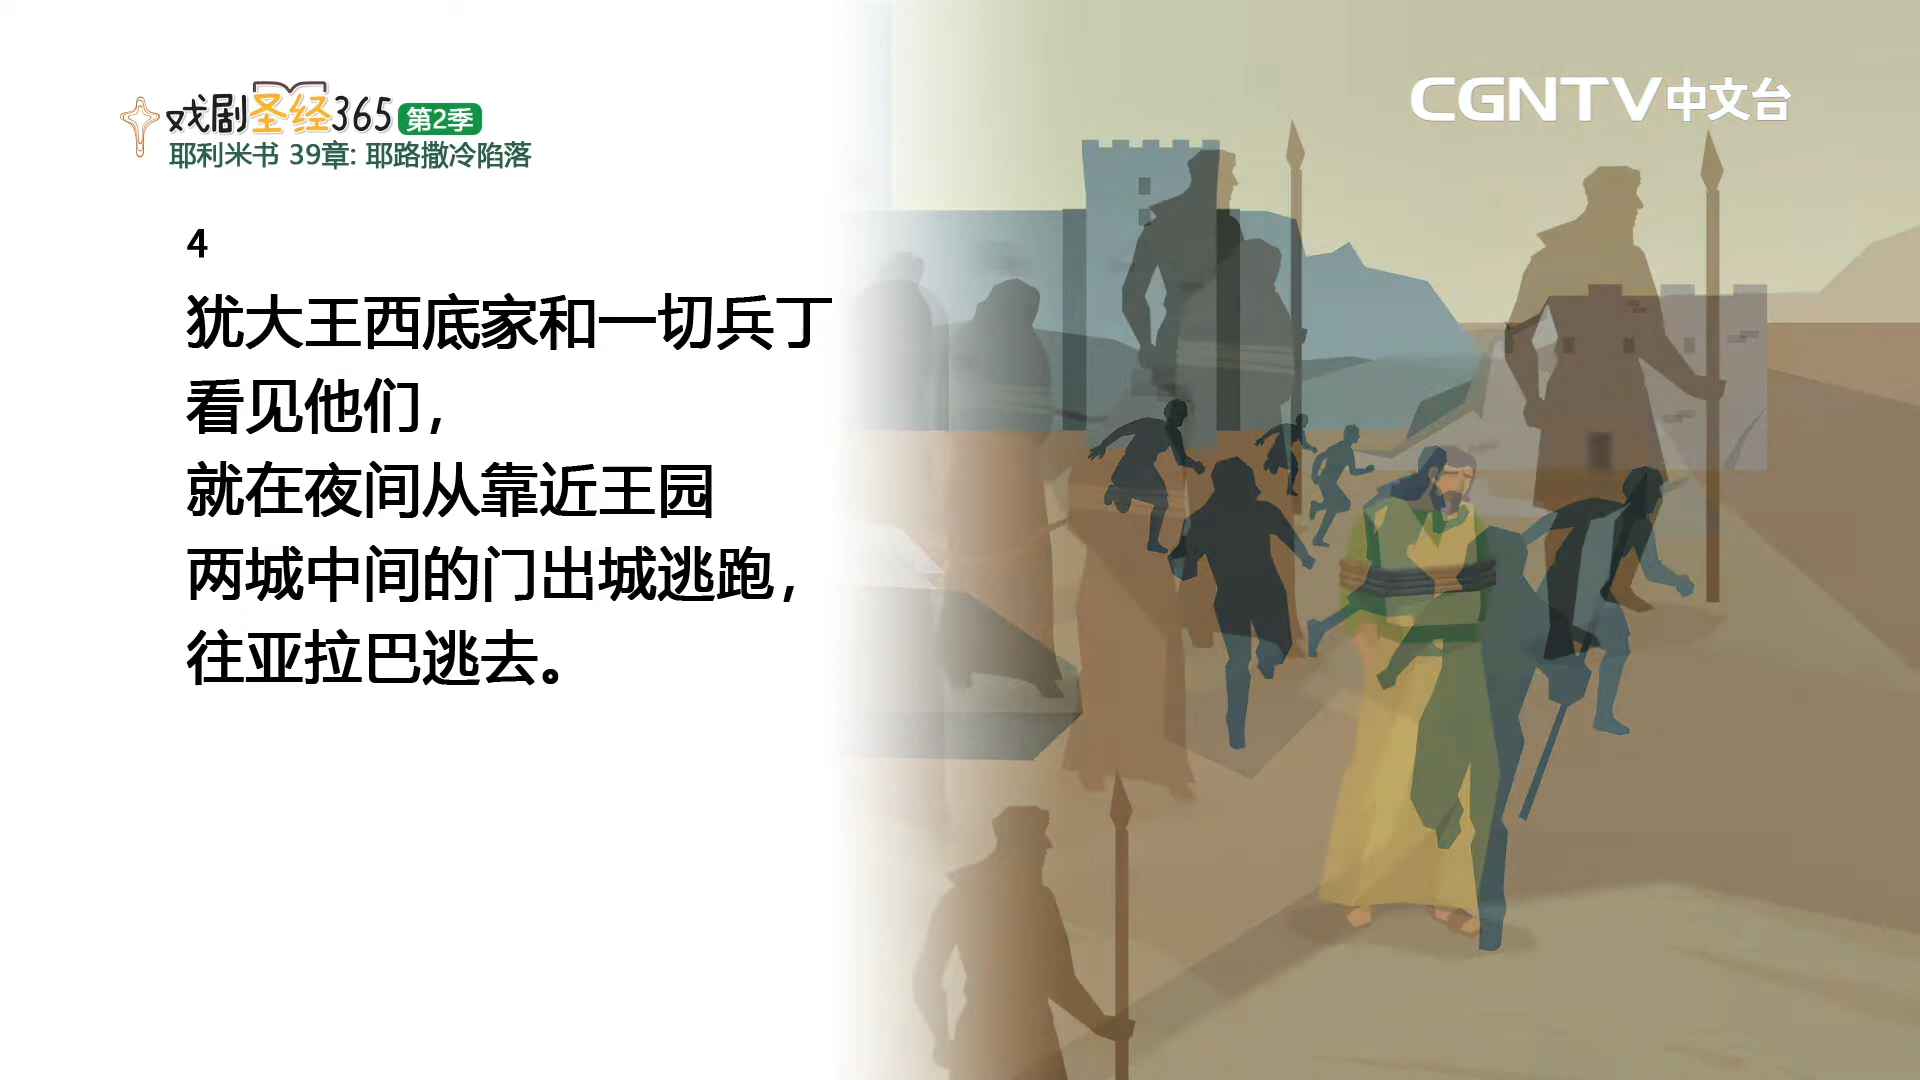 戏剧圣经365 第2季
耶利米书 39章: 耶路撒冷陷落
CGNTV中文台
4
犹大王西底家和一切兵丁
看见他们，
就在夜间从靠近王园
两城中间的门出城逃跑，
往亚拉巴逃去。